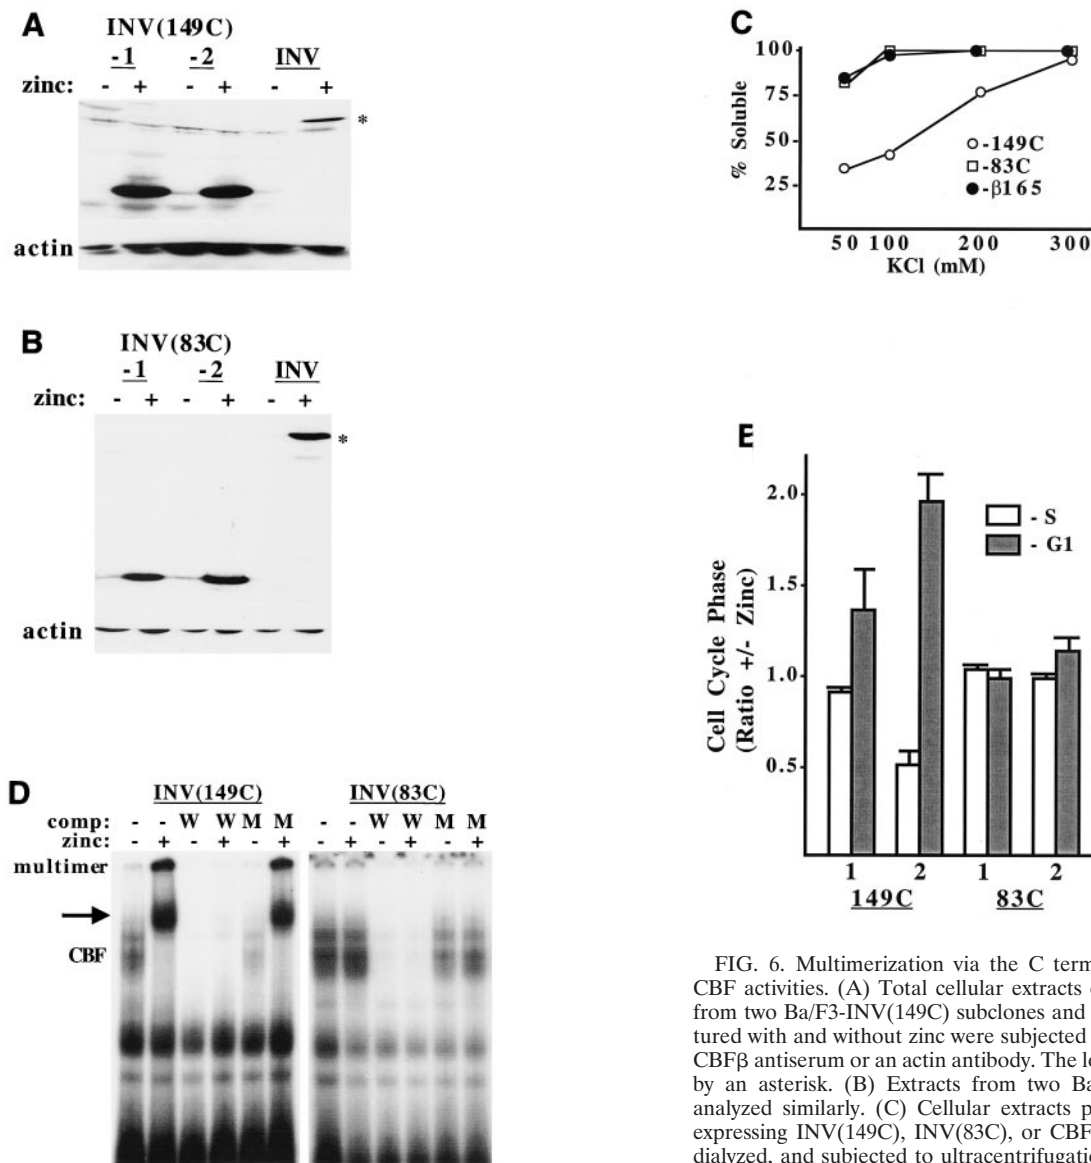 A
INV(149C)
-1 -2 INV
zinc: - + - + - +
*
actin
B
INV(83C)
-1 -2 INV
zinc: - + - + - +
*
actin
C
100
75
50
25
% Soluble
-149C
-83C
-β165
50 100 200 300
KCl (mM)
D
INV(149C) INV(83C)
comp: - - W W M M - - W W M M
zinc: - + - + - + - + - + - +
multimer
CBF
E
2.0
1.5
1.0
0.5
Cell Cycle Phase
(Ratio +/- Zinc)
- S
- G1
1 2 1 2
149C 83C
FIG. 6. Multimerization via the C term
CBF activities. (A) Total cellular extracts
from two Ba/F3-INV(149C) subclones and
tured with and without zinc were subjected
CBFβ antiserum or an actin antibody. The
by an asterisk. (B) Extracts from two Ba
analyzed similarly. (C) Cellular extracts p
expressing INV(149C), INV(83C), or CBF
dialyzed, and subjected to ultracentrifugati